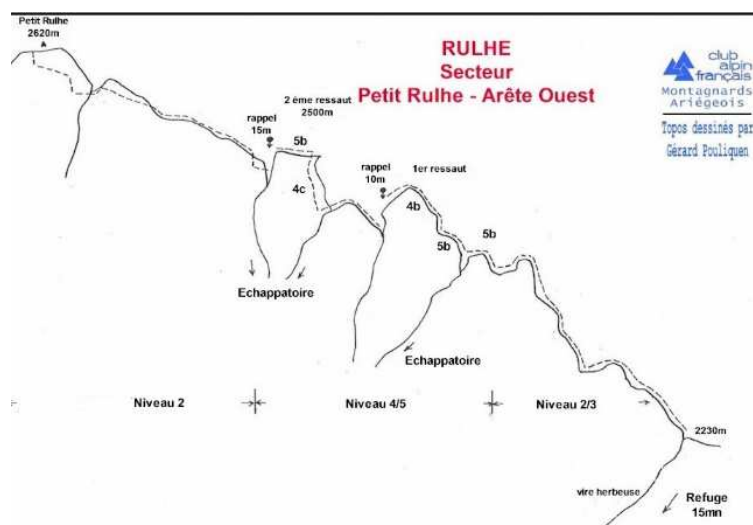 Petit Rulhe
2620m
RULHE
Secteur
Petit Rulhe - Arête Ouest
club
alpin
français
Montagnards
Ariégeois
Topos dessinés par
Gérard Pouliquen
2 éme ressaut
2500m
rappel
15m
5b
4c
rappel
10m
1er ressaut
4b
5b
5b
Echappatoire
Echappatoire
Niveau 2
Niveau 4/5
Niveau 2/3
2230m
vire herbeuse
Refuge
15mn